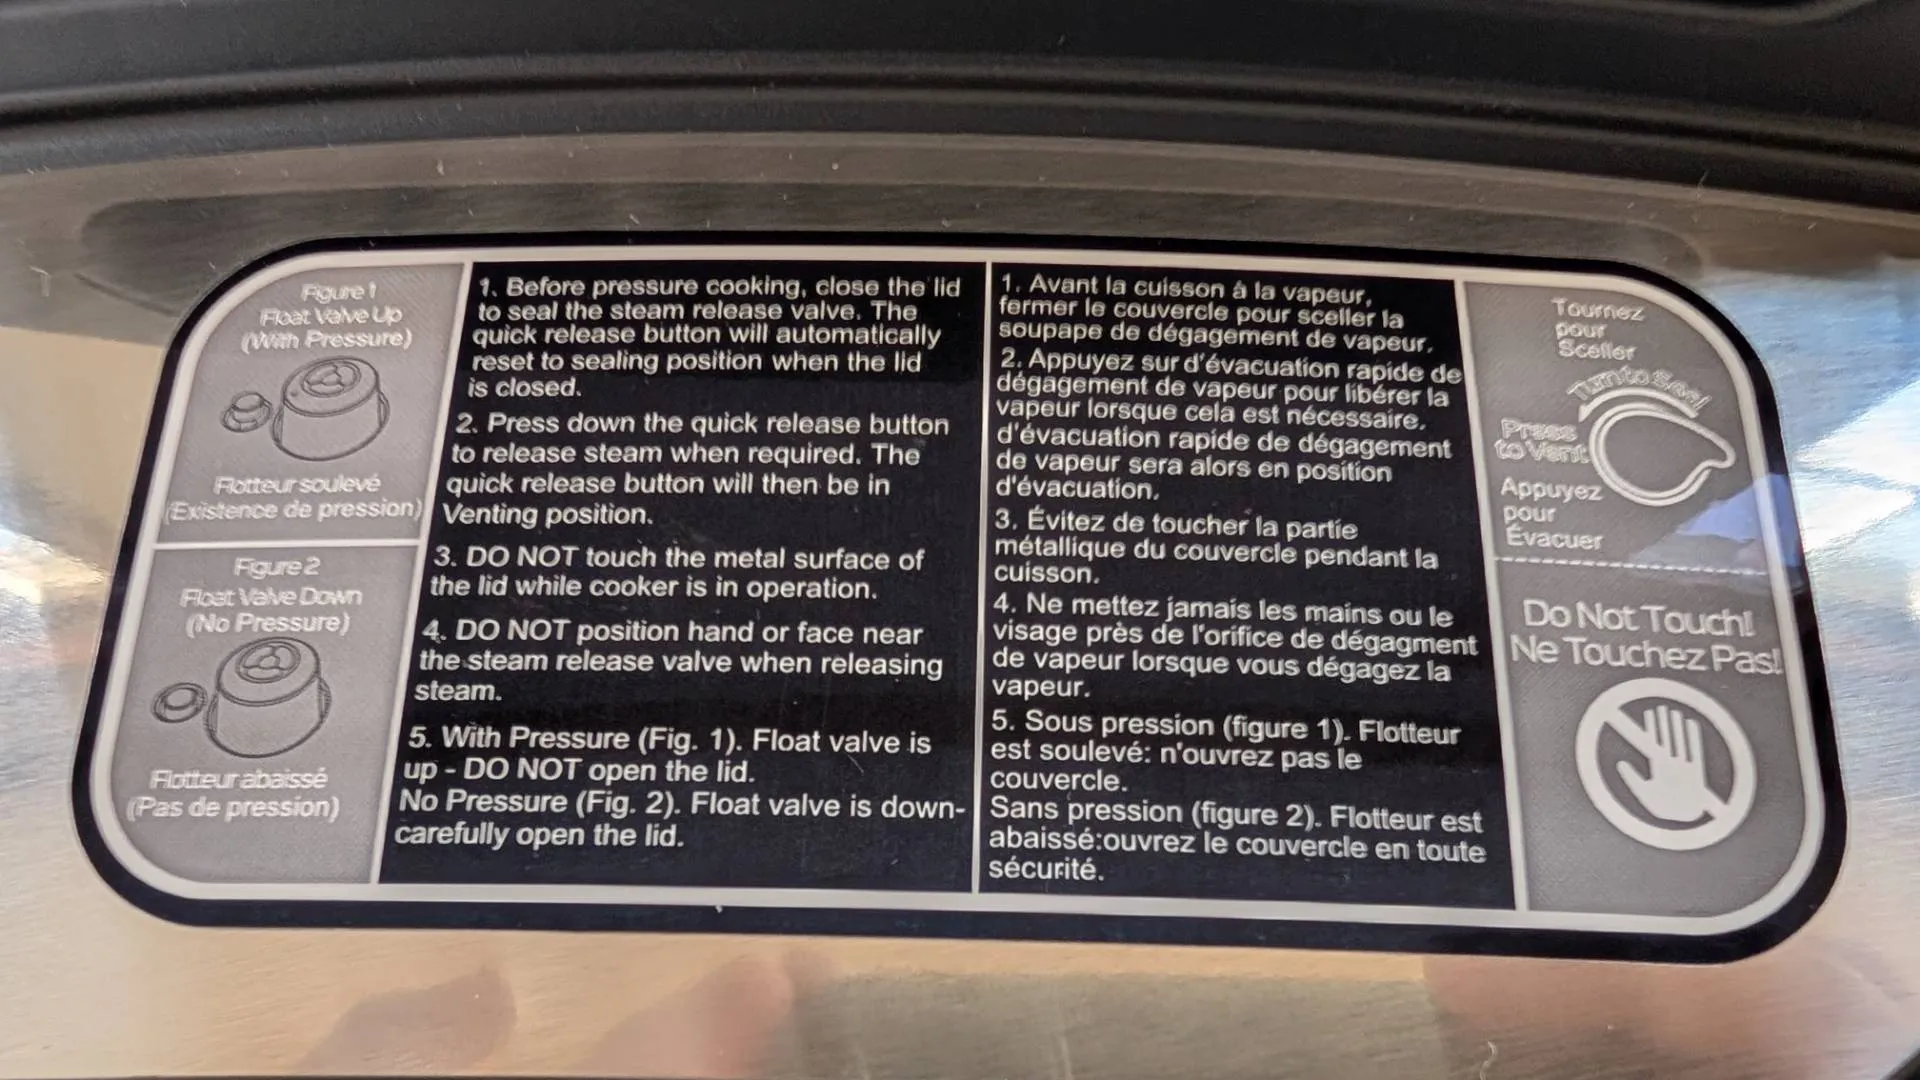 Figure 1
Float Valve Up
(With Pressure)
Flotteur soulevé
(Existence de pression)
Figure 2
Float Valve Down
(No Pressure)
Flotteur abaissé
(Pas de pression)
1. Before pressure cooking, close the lid
to seal the steam release valve. The
quick release button will automatically
reset to sealing position when the lid
is closed.
2. Press down the quick release button
to release steam when required. The
quick release button will then be in
Venting position.
3. DO NOT touch the metal surface of
the lid while cooker is in operation.
4. DO NOT position hand or face near
the steam release valve when releasing
steam.
5. With Pressure (Fig. 1). Float valve is
up - DO NOT open the lid.
No Pressure (Fig. 2). Float valve is down-
carefully open the lid.
1. Avant la cuisson à la vapeur,
fermer le couvercle pour sceller la
soupape de dégagement de vapeur.
2. Appuyez sur d'évacuation rapide de
dégagement de vapeur pour libérer la
vapeur lorsque cela est nécessaire.
d'évacuation rapide de dégagement
de vapeur sera alors en position
d'évacuation.
3. Évitez de toucher la partie
métallique du couvercle pendant la
cuisson.
4. Ne mettez jamais les mains ou le
visage près de l'orifice de dégagment
de vapeur lorsque vous dégagez la
vapeur.
5. Sous pression (figure 1). Flotteur
est soulevé: n'ouvrez pas le
couvercle.
Sans pression (figure 2). Flotteur est
abaissé:ouvrez le couvercle en toute
sécurité.
Tournez
pour
Sceller
Turn to Seal
Press
to Vent
Appuyez
pour
Évacuer
Do Not Touch!
Ne Touchez Pas!